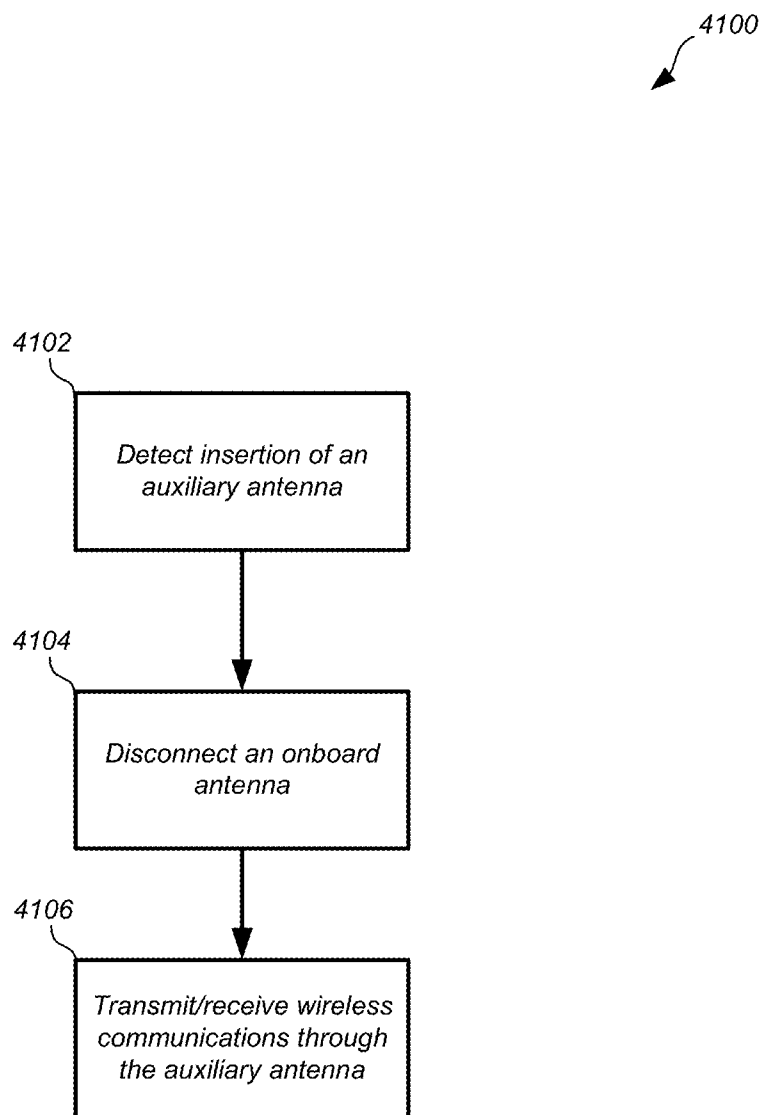 4100
4102
Detect insertion of an
auxiliary antenna
4104
Disconnect an onboard
antenna
4106
Transmit/receive wireless
communications through
the auxiliary antenna